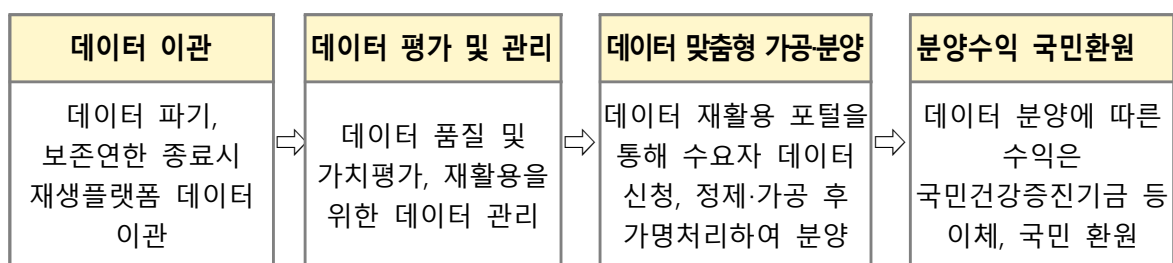 데이터 이관
데이터 파기,
보존연한 종료시
재생플랫폼 데이터
이관
⇨
데이터 평가 및 관리
데이터 품질 및
가치평가, 재활용을
위한 데이터 관리
⇨
데이터 맞춤형 가공·분양
데이터 재활용 포털을
통해 수요자 데이터
신청, 정제·가공 후
가명처리하여 분양
⇨
분양수익 국민환원
데이터 분양에 따른
수익은
국민건강증진기금 등
이체, 국민 환원